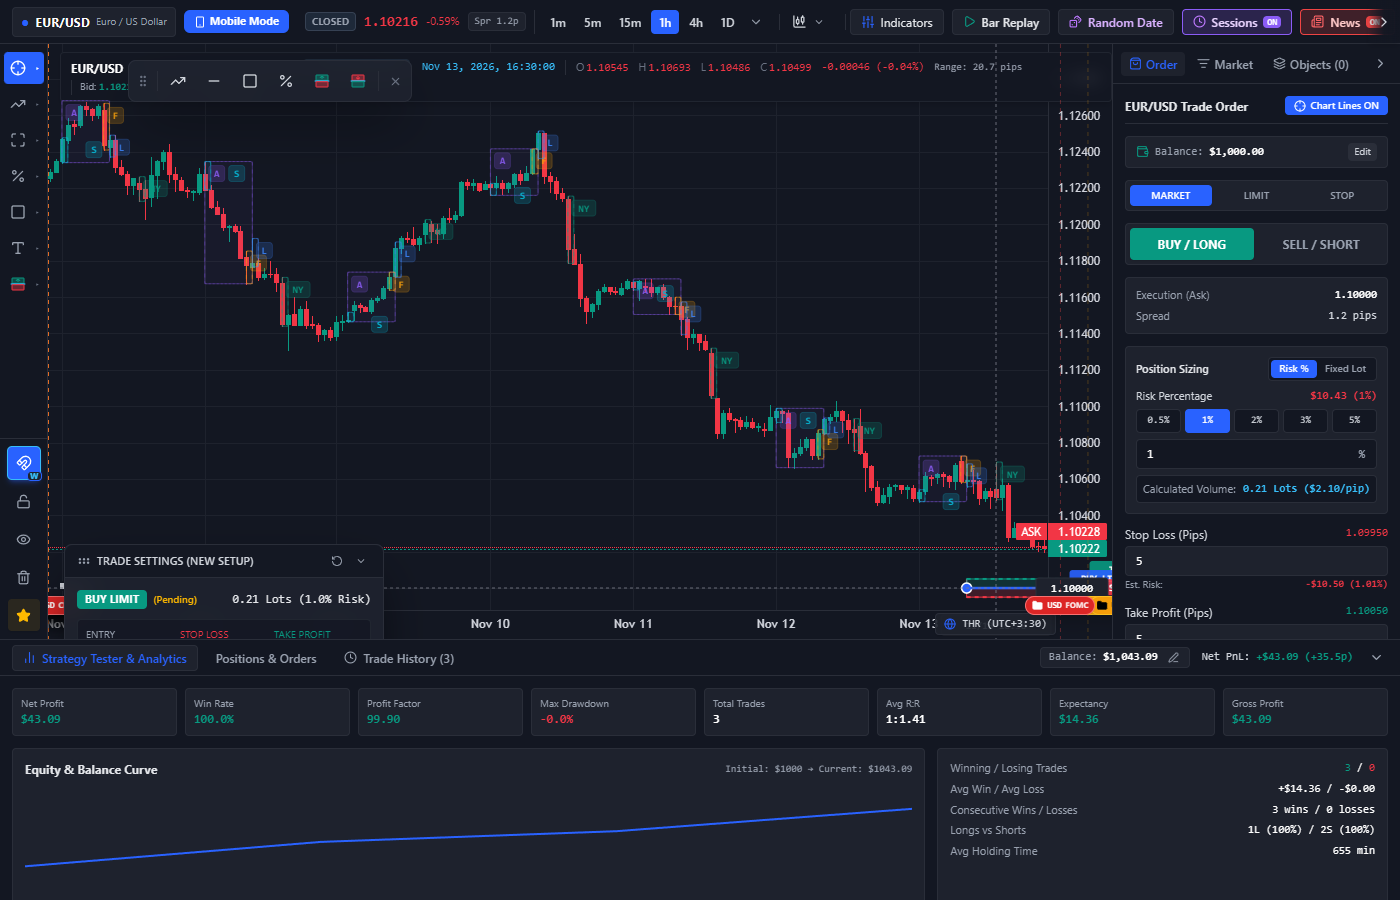 EUR/USD Euro / US Dollar
Mobile Mode
CLOSED 1.10216 -0.59% Spr 1.2p
1m 5m 15m 1h 4h 1D
Indicators
Bar Replay
Random Date
Sessions ON
News ON
EUR/USD
Bid: 1.102
Nov 13, 2026, 16:30:00 O1.10545 H1.10693 L1.10486 C1.10499 -0.00046 (-0.04%) Range: 20.7 pips
1.12600
1.12400
1.12200
1.12000
1.11800
1.11600
1.11400
1.11200
1.11000
1.10800
1.10600
1.10400
ASK 1.10228
1.10222
1.10000
USD FOMC
A F S L NY
A S L F NY
A S L F NY
A S L F NY
A S F L NY
A S L F NY
A S F L NY
TRADE SETTINGS (NEW SETUP)
BUY LIMIT (Pending) 0.21 Lots (1.0% Risk)
ENTRY STOP LOSS TAKE PROFIT
Nov 10 Nov 11 Nov 12 Nov 13
THR (UTC+3:30)
Order Market Objects (0)
EUR/USD Trade Order Chart Lines ON
Balance: $1,000.00 Edit
MARKET LIMIT STOP
BUY / LONG SELL / SHORT
Execution (Ask) 1.10000
Spread 1.2 pips
Position Sizing Risk % Fixed Lot
Risk Percentage $10.43 (1%)
0.5% 1% 2% 3% 5%
1 %
Calculated Volume: 0.21 Lots ($2.10/pip)
Stop Loss (Pips) 1.09950
5
Est. Risk: -$10.50 (1.01%)
Take Profit (Pips) 1.10050
5
Strategy Tester & Analytics Positions & Orders Trade History (3)
Balance: $1,043.09 Net PnL: +$43.09 (+35.5p)
Net Profit
$43.09
Win Rate
100.0%
Profit Factor
99.90
Max Drawdown
-0.0%
Total Trades
3
Avg R:R
1:1.41
Expectancy
$14.36
Gross Profit
$43.09
Equity & Balance Curve Initial: $1000 → Current: $1043.09
Winning / Losing Trades 3 / 0
Avg Win / Avg Loss +$14.36 / -$0.00
Consecutive Wins / Losses 3 wins / 0 losses
Longs vs Shorts 1L (100%) / 2S (100%)
Avg Holding Time 655 min